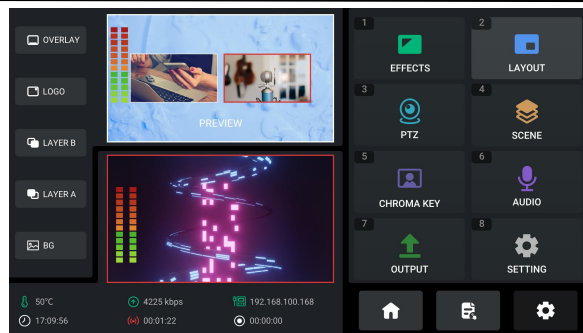 OVERLAY
LOGO
LAYER B
LAYER A
BG
PREVIEW
1
EFFECTS
2
LAYOUT
3
PTZ
4
SCENE
5
CHROMA KEY
6
AUDIO
7
OUTPUT
8
SETTING
50°C
4225 kbps
192.168.100.168
17:09:56
00:01:22
00:00:00